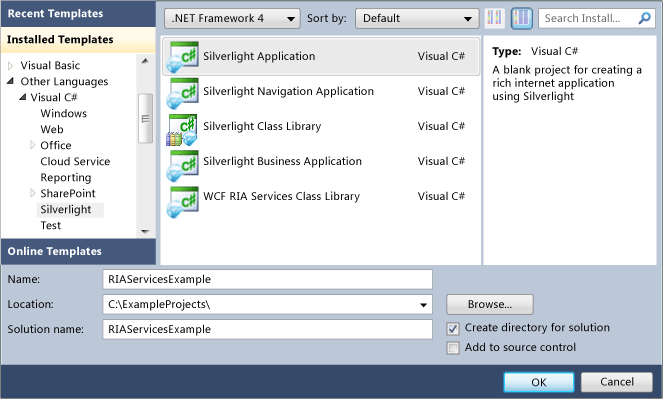 Recent Templates
Installed Templates
Visual Basic
Other Languages
Visual C#
Windows
Web
Office
Cloud Service
Reporting
SharePoint
Silverlight
Test
Online Templates
.NET Framework 4
Sort by:
Default
Search Install...
C# Silverlight Application Visual C#
C# Silverlight Navigation Application Visual C#
C# Silverlight Class Library Visual C#
C# Silverlight Business Application Visual C#
C# WCF RIA Services Class Library Visual C#
Type: Visual C#
A blank project for creating a
rich internet application
using Silverlight
Name: RIAServicesExample
Location: C:\ExampleProjects\ Browse...
Solution name: RIAServicesExample
Create directory for solution
Add to source control
OK Cancel